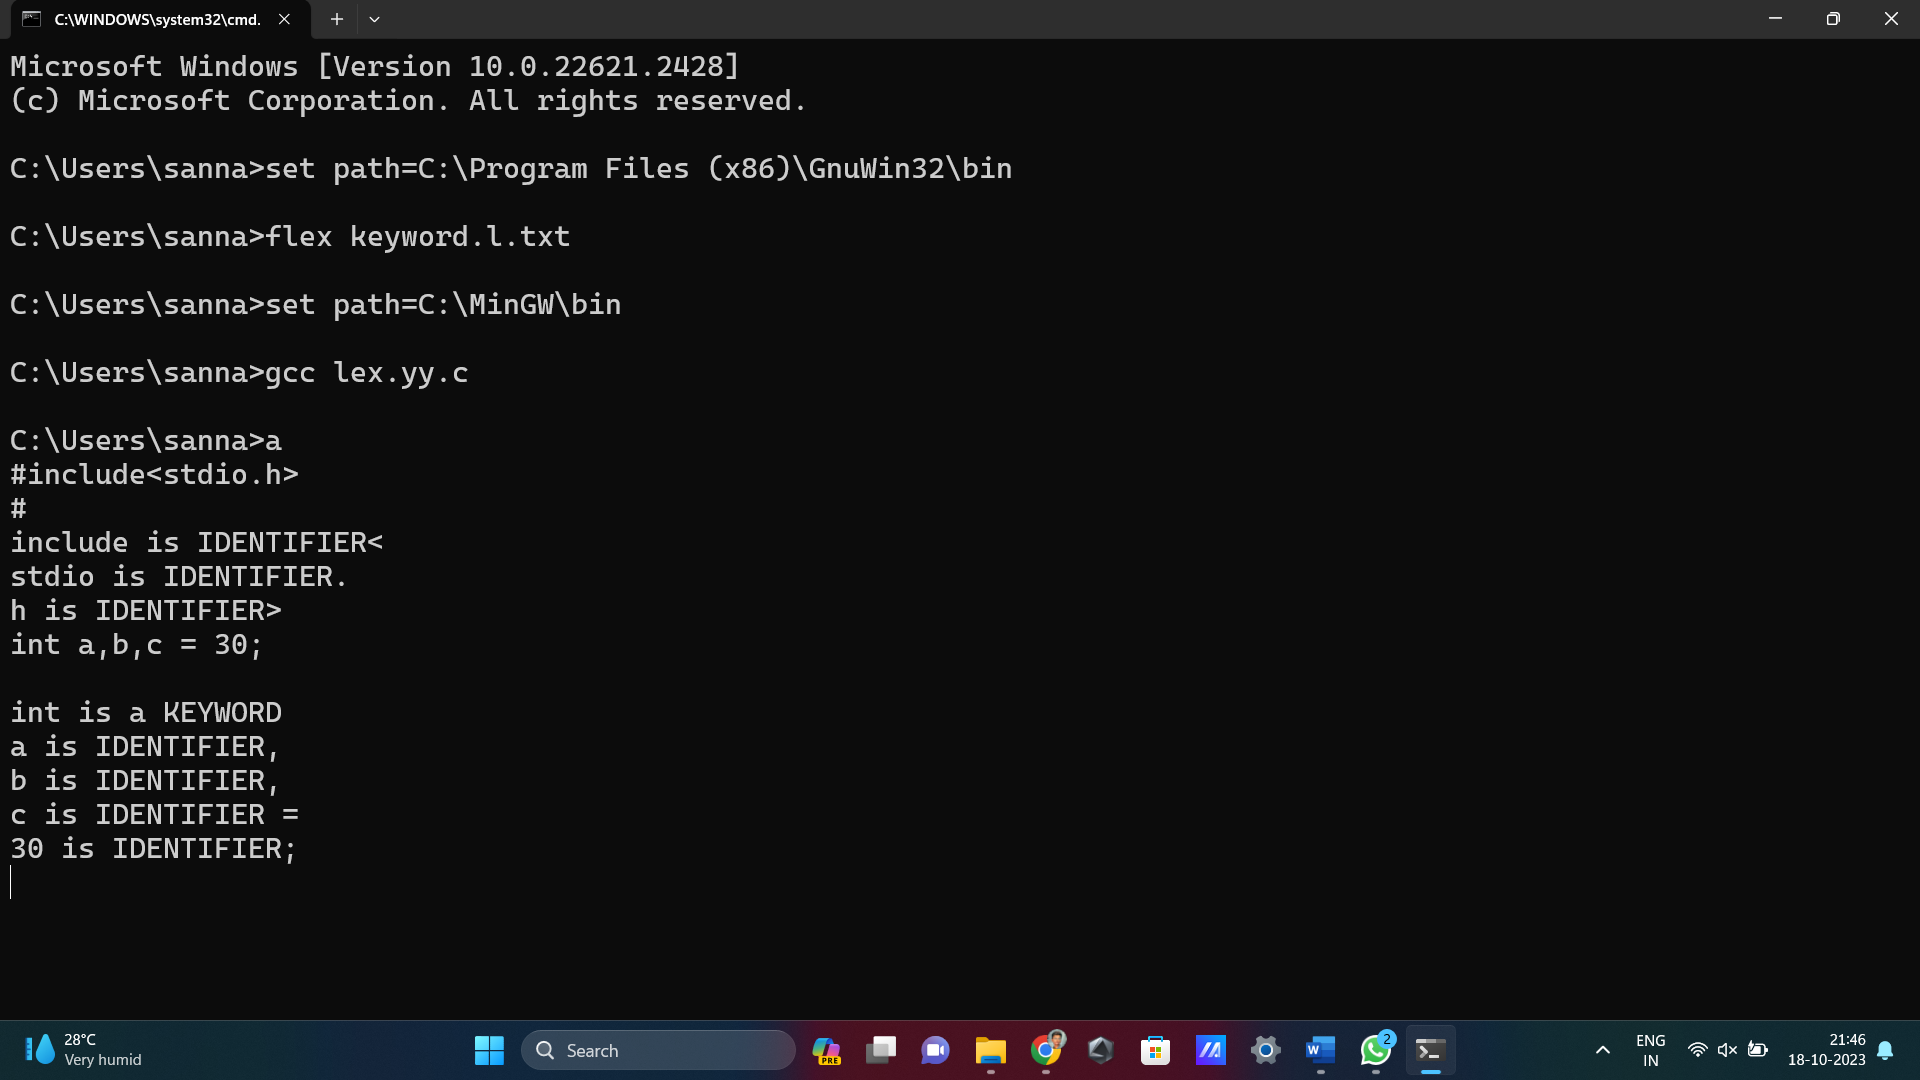 C:\WINDOWS\system32\cmd.
Microsoft Windows [Version 10.0.22621.2428]
(c) Microsoft Corporation. All rights reserved.
C:\Users\sanna>set path=C:\Program Files (x86)\GnuWin32\bin
C:\Users\sanna>flex keyword.l.txt
C:\Users\sanna>set path=C:\MinGW\bin
C:\Users\sanna>gcc lex.yy.c
C:\Users\sanna>a
#include<stdio.h>
#
include is IDENTIFIER<
stdio is IDENTIFIER.
h is IDENTIFIER>
int a,b,c = 30;
int is a KEYWORD
a is IDENTIFIER,
b is IDENTIFIER,
c is IDENTIFIER =
30 is IDENTIFIER;
28°C
Very humid
Search
PRE
W
2
ENG
IN
21:46
18-10-2023